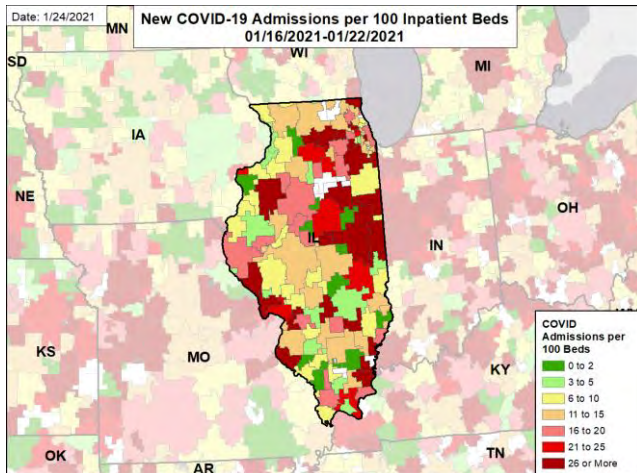 Date: 1/24/2021
New COVID-19 Admissions per 100 Inpatient Beds
01/16/2021-01/22/2021
MN
WI
MI
SD
IA
NE
IL
IN
OH
KS
MO
KY
OK
AR
TN
COVID
Admissions per
100 Beds
0 to 2
3 to 5
6 to 10
11 to 15
16 to 20
21 to 25
26 or More